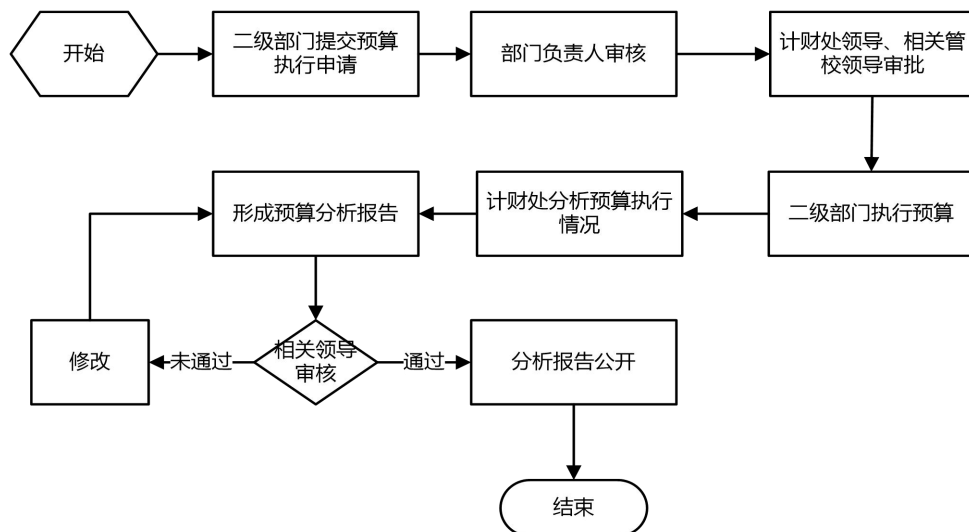 开始
二级部门提交预算
执行申请
部门负责人审核
计财处领导、相关管
校领导审批
形成预算分析报告
计财处分析预算执行
情况
二级部门执行预算
修改
未通过
相关领导
审核
通过
分析报告公开
结束